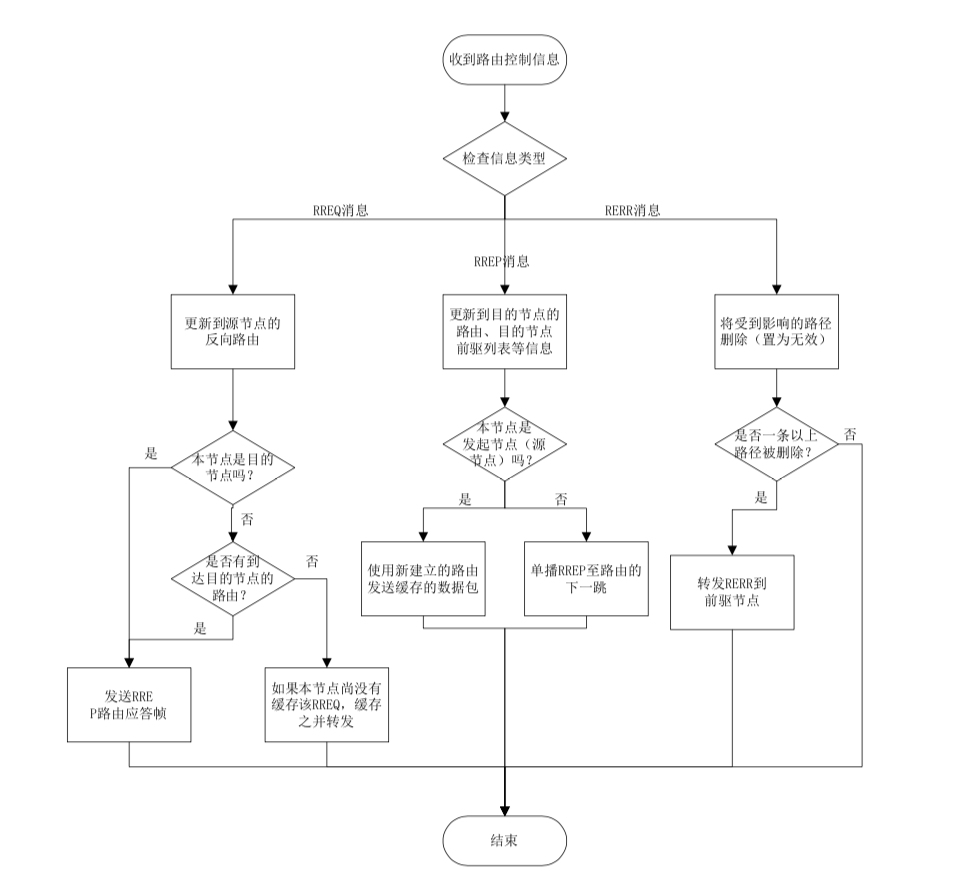 收到路由控制信息
检查信息类型
RREQ消息
RERR消息
RREP消息
更新到源节点的
反向路由
更新到目的节点的
路由、目的节点
前驱列表等信息
将受到影响的路径
删除（置为无效）
本节点是目的
节点吗？
是
否
本节点是
发起节点（源
节点）吗？
是
否
是否一条以上
路径被删除？
否
是
是否有到
达目的节点的
路由？
否
是
使用新建立的路由
发送缓存的数据包
单播RREP至路由的
下一跳
转发RERR到
前驱节点
发送RRE
P路由应答帧
如果本节点尚没有
缓存该RREQ，缓存
之并转发
结束